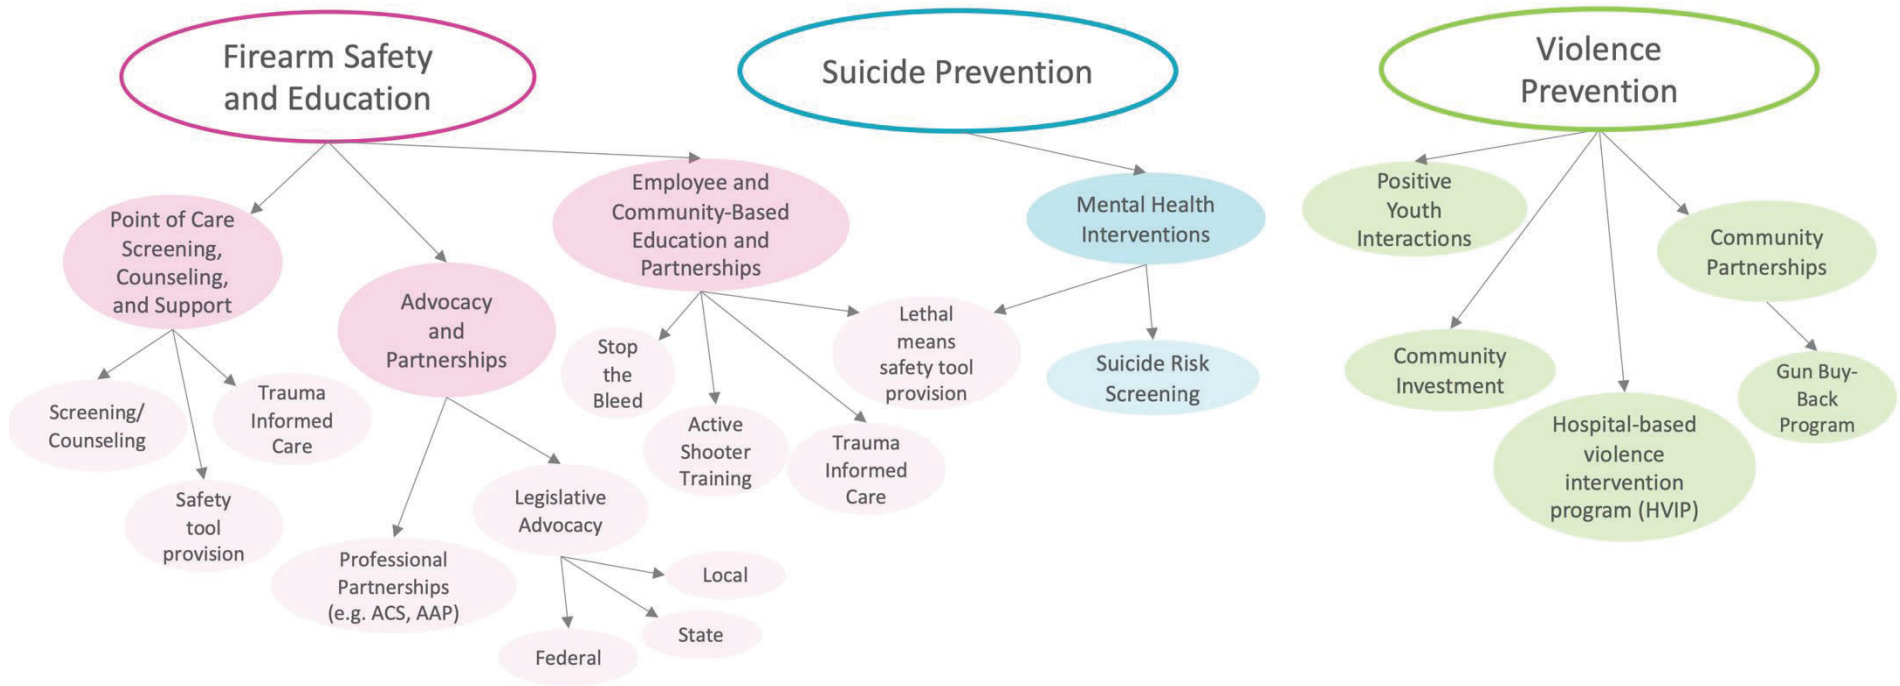 Firearm Safety
and Education
Suicide Prevention
Violence
Prevention
Point of Care
Screening,
Counseling,
and Support
Advocacy
and
Partnerships
Employee and
Community-Based
Education and
Partnerships
Mental Health
Interventions
Positive
Youth
Interactions
Community
Partnerships
Screening/
Counseling
Safety
tool
provision
Trauma
Informed
Care
Professional
Partnerships
(e.g. ACS, AAP)
Legislative
Advocacy
Federal
State
Local
Stop
the
Bleed
Active
Shooter
Training
Trauma
Informed
Care
Lethal
means
safety tool
provision
Suicide Risk
Screening
Community
Investment
Hospital-based
violence
intervention
program (HVIP)
Gun Buy-
Back
Program